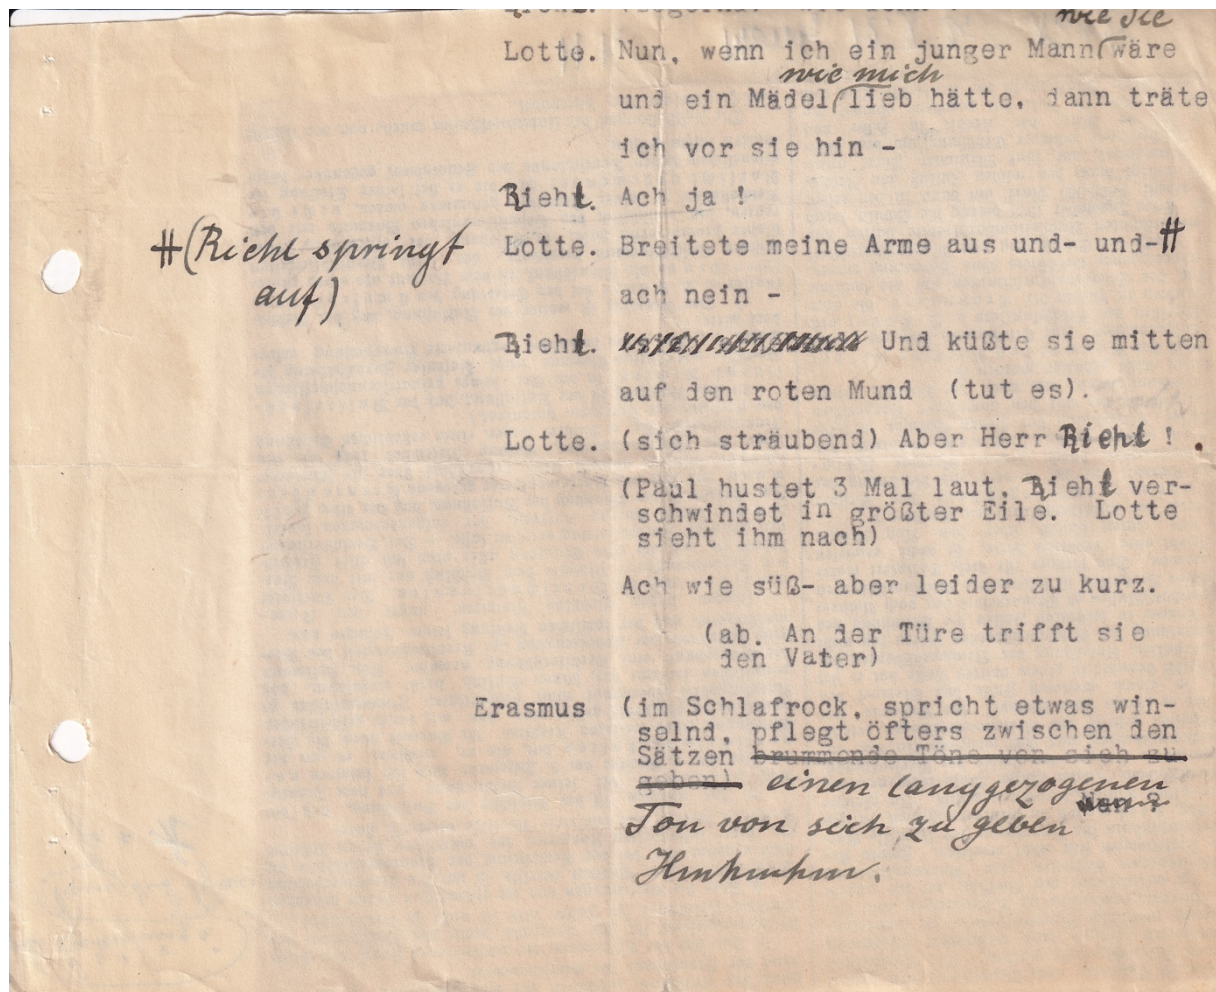 wie Sie
Lotte. Nun, wenn ich ein junger Mann wäre
wie mich
und ein Mädel lieb hätte, dann träte
ich vor sie hin -
Riehl. Ach ja !
#(Riehl springt
auf)
Lotte. Breitete meine Arme aus und- und-#
ach nein -
Riehl. Und küßte sie mitten
auf den roten Mund (tut es).
Lotte. (sich sträubend) Aber Herr Riehl ! .
(Paul hustet 3 Mal laut, Riehl ver-
schwindet in größter Eile. Lotte
sieht ihm nach)
Ach wie süß- aber leider zu kurz.
(ab. An der Türe trifft sie
den Vater)
Erasmus (im Schlafrock, spricht etwas win-
selnd, pflegt öfters zwischen den
Sätzen brummende Töne von sich zu
geben) einen langgezogenen
Ton von sich zu geben
Hmhmhm.